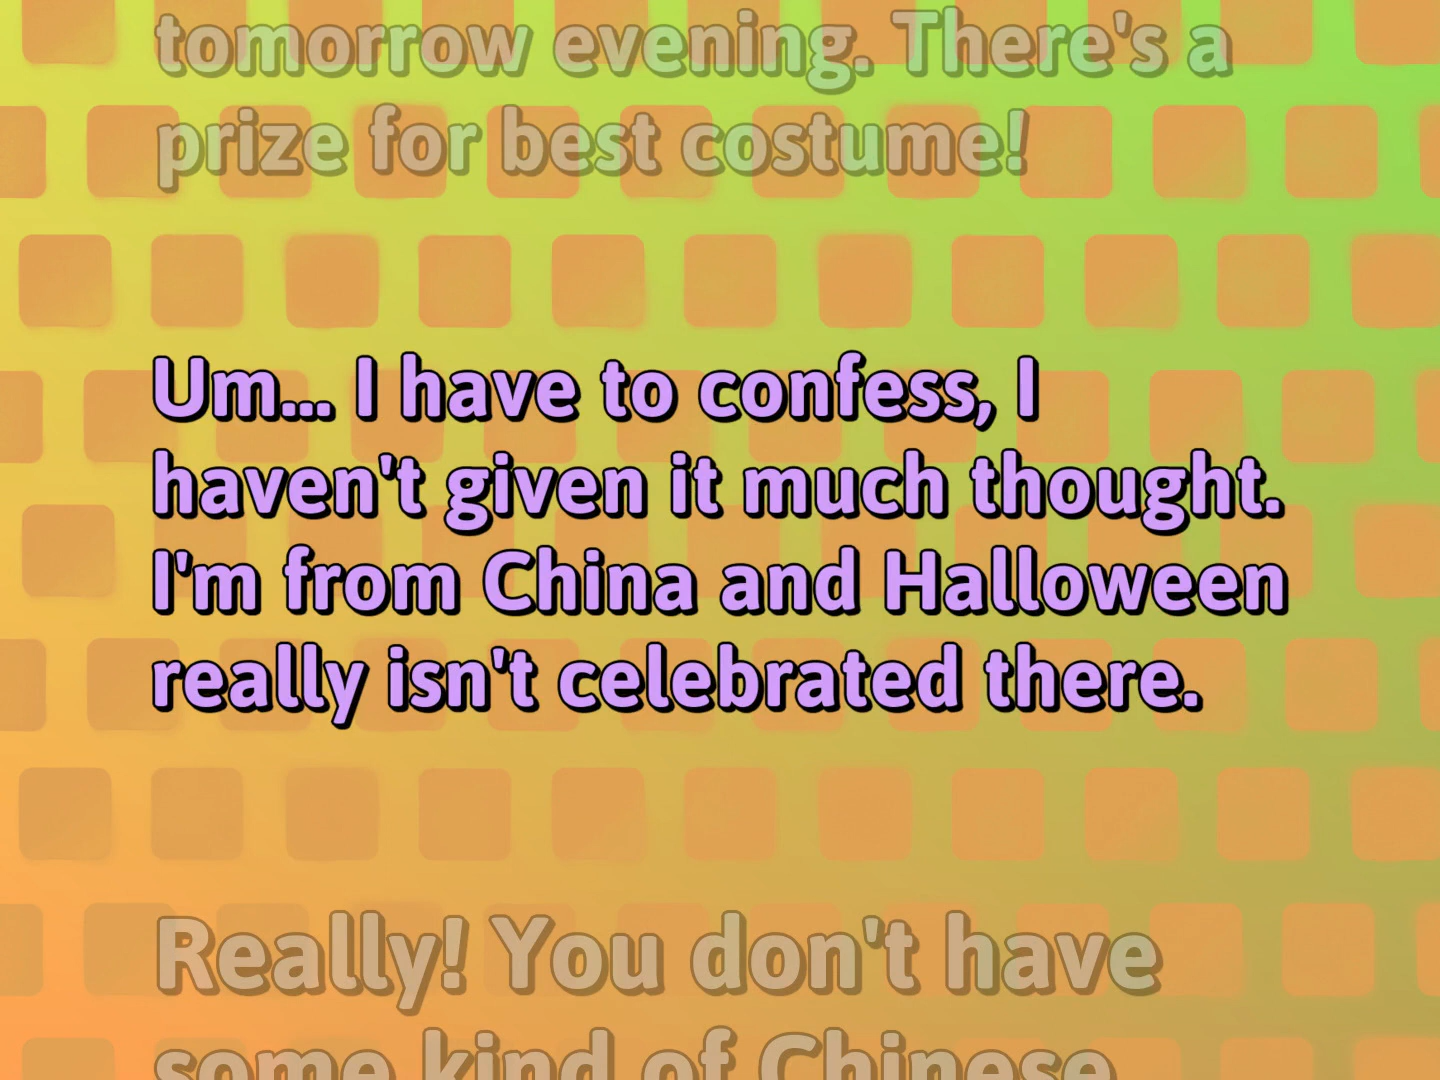 tomorrow evening. There's a
prize for best costume!
Um... I have to confess, I
haven't given it much thought.
I'm from China and Halloween
really isn't celebrated there.
Really! You don't have
some kind of Chinese